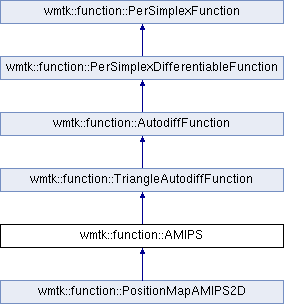 wmtk::function::PerSimplexFunction
wmtk::function::PerSimplexDifferentiableFunction
wmtk::function::AutodiffFunction
wmtk::function::TriangleAutodiffFunction
wmtk::function::AMIPS
wmtk::function::PositionMapAMIPS2D